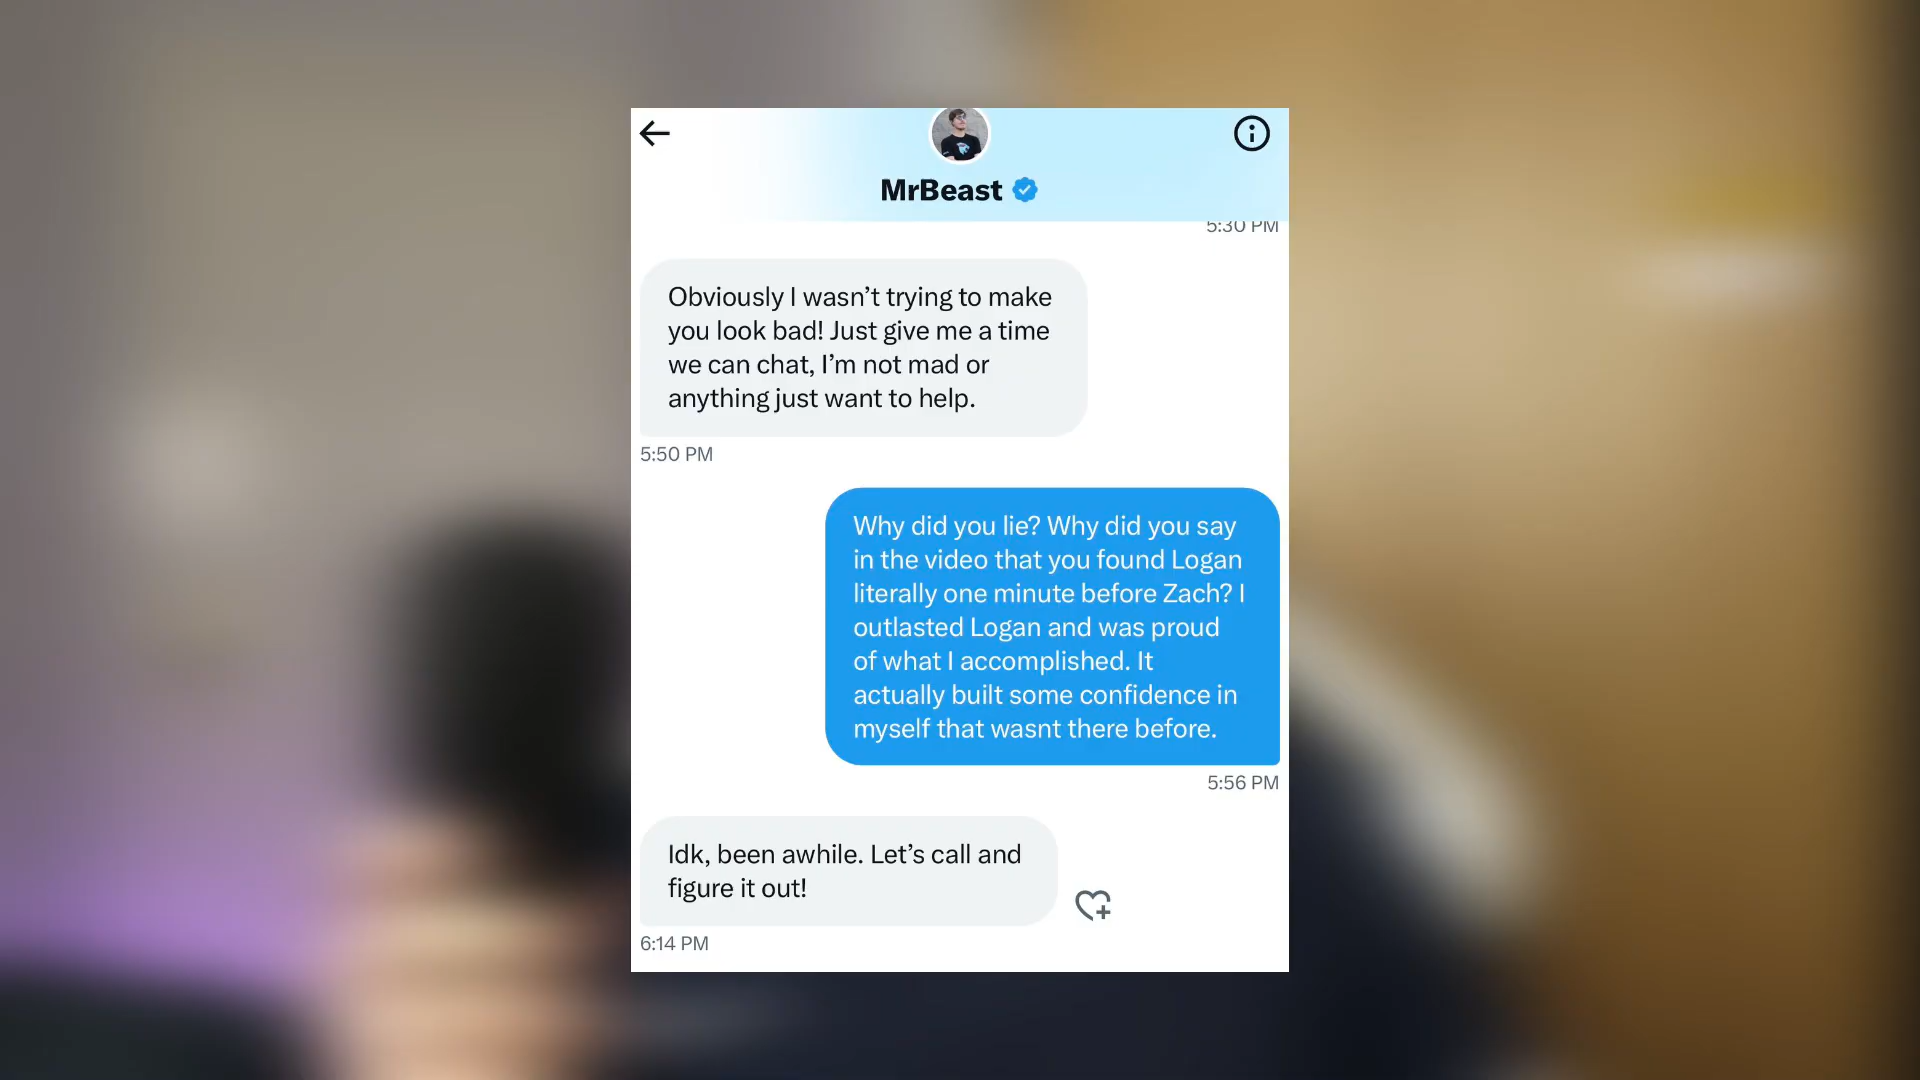 MrBeast
5:30 PM
Obviously I wasn’t trying to make
you look bad! Just give me a time
we can chat, I’m not mad or
anything just want to help.
5:50 PM
Why did you lie? Why did you say
in the video that you found Logan
literally one minute before Zach? I
outlasted Logan and was proud
of what I accomplished. It
actually built some confidence in
myself that wasnt there before.
5:56 PM
Idk, been awhile. Let’s call and
figure it out!
6:14 PM